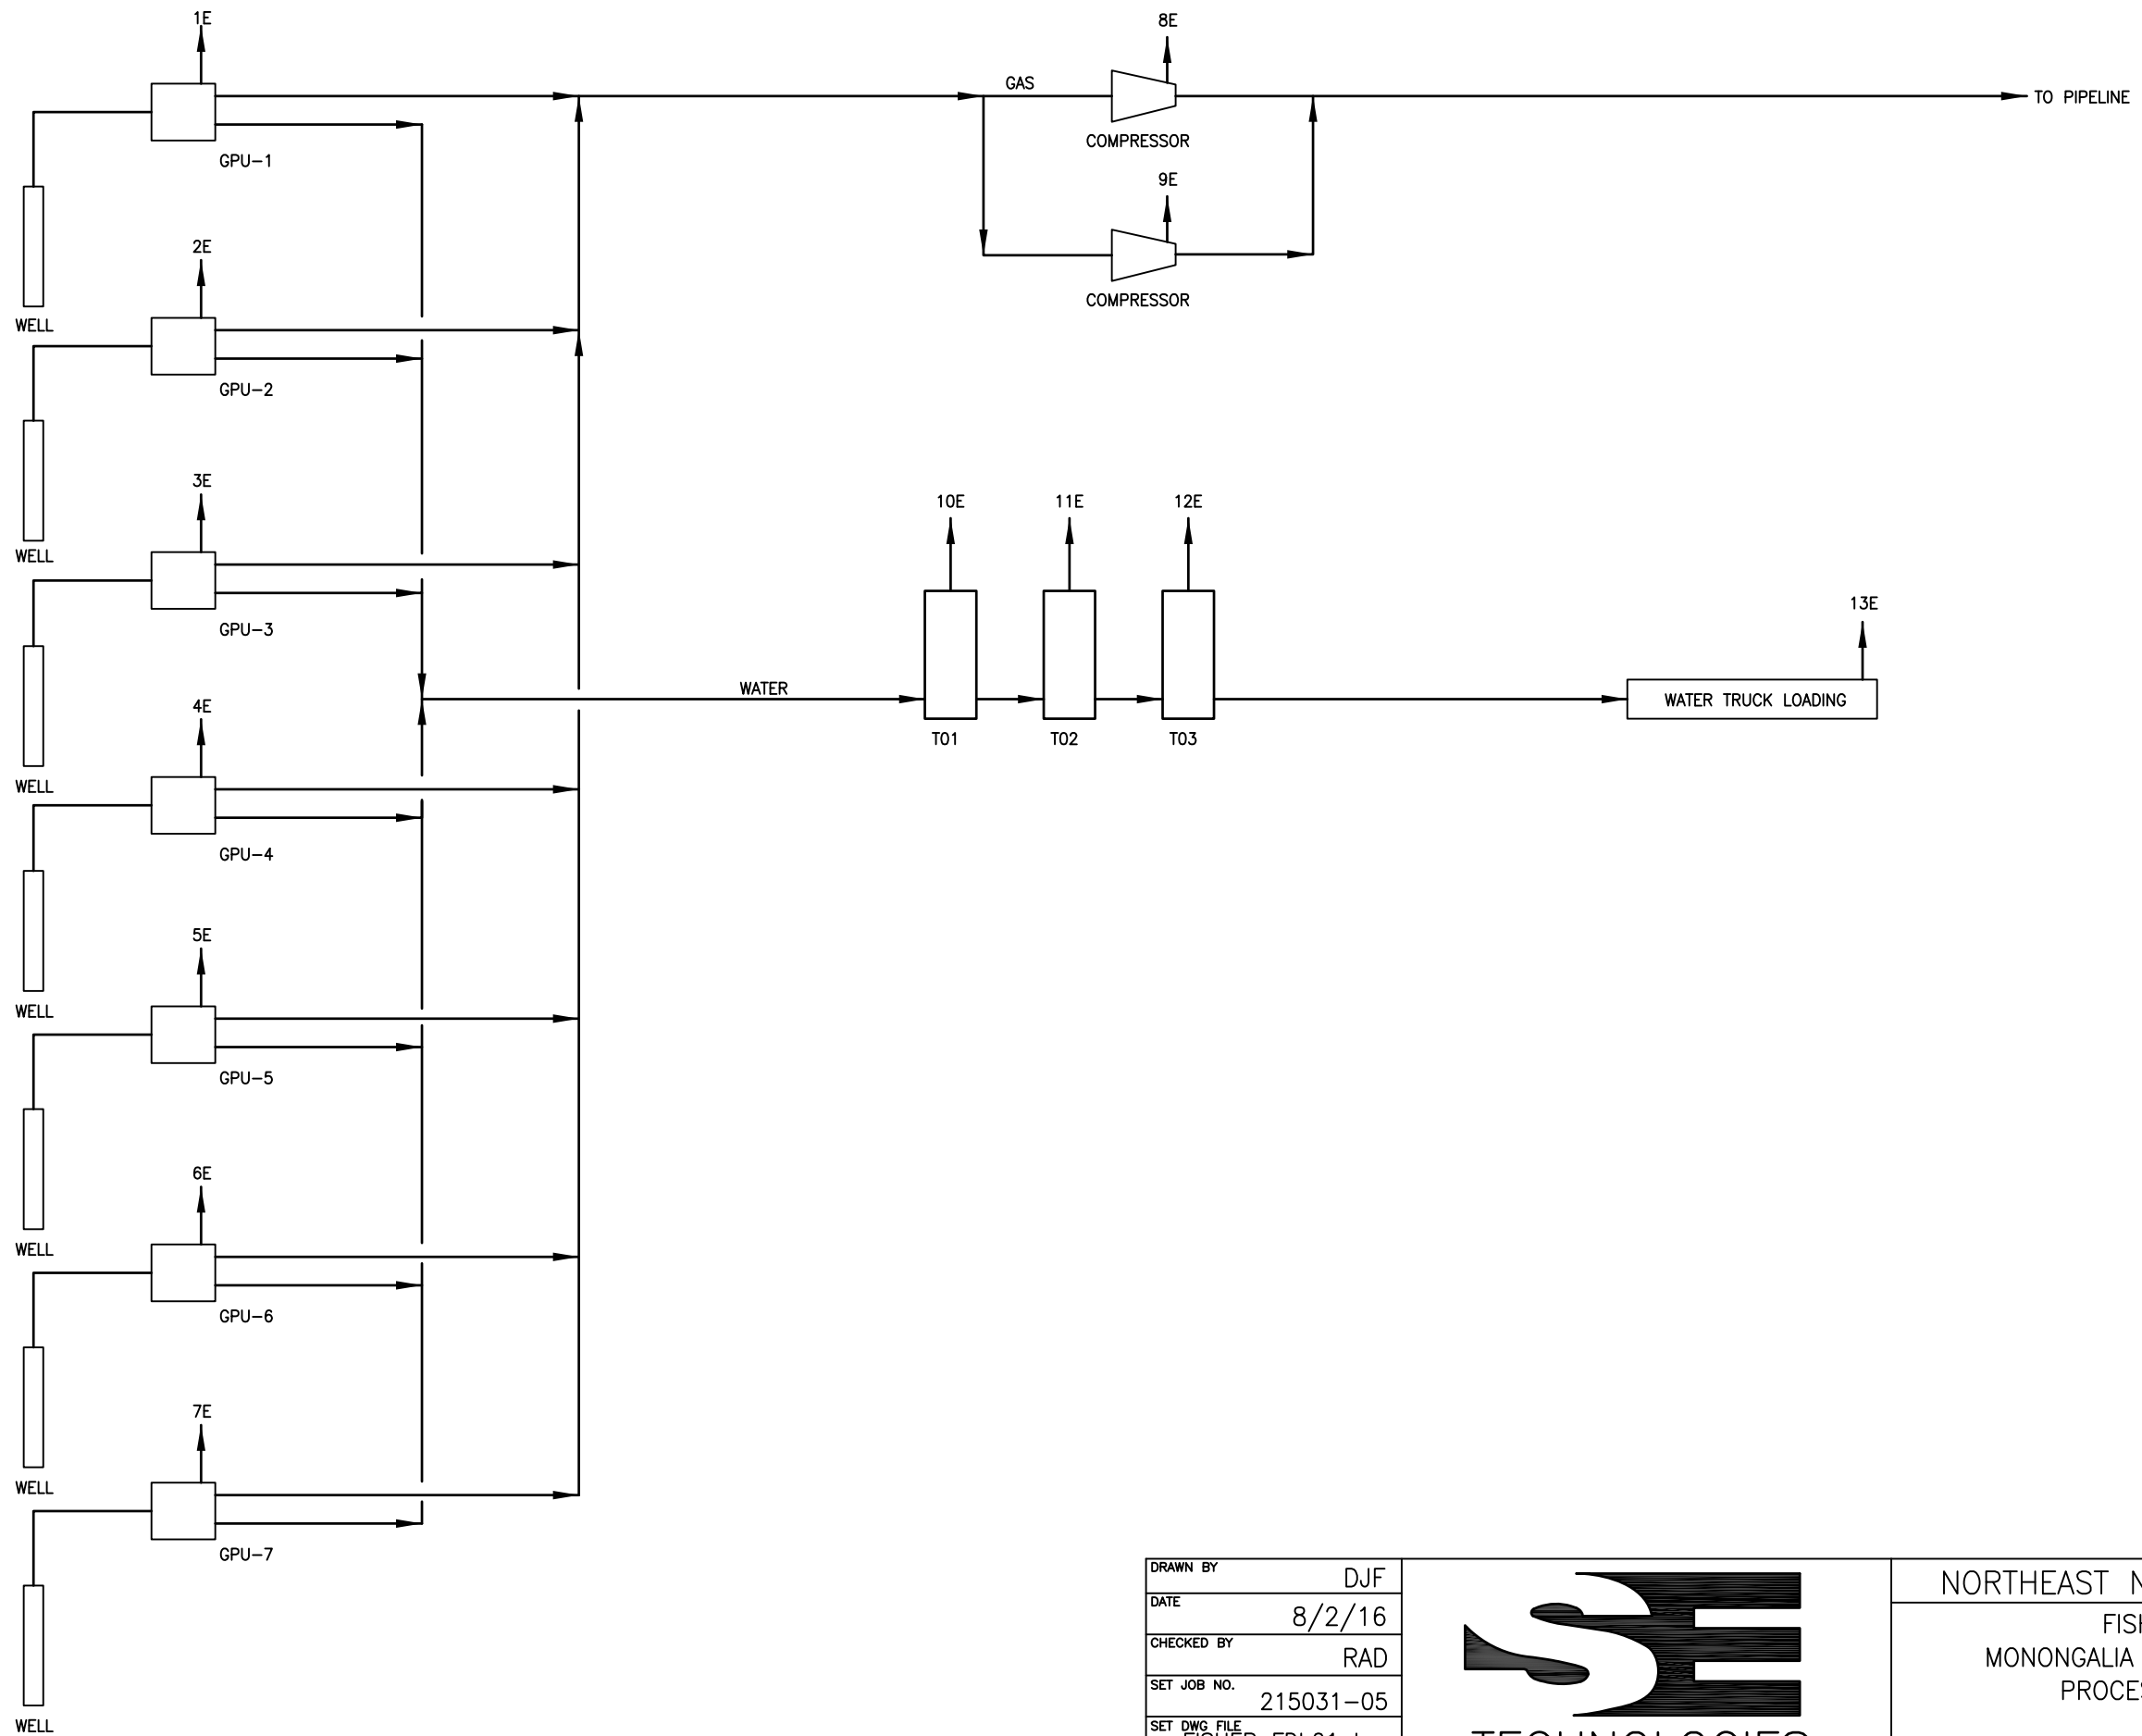 1E
8E
GAS
TO PIPELINE
COMPRESSOR
GPU-1
9E
2E
COMPRESSOR
WELL
GPU-2
3E
10E
11E
12E
WELL
13E
GPU-3
WATER
WATER TRUCK LOADING
4E
T01
T02
T03
WELL
GPU-4
5E
WELL
GPU-5
6E
WELL
GPU-6
7E
WELL
GPU-7
WELL
DRAWN BY
DJF
DATE
8/2/16
CHECKED BY
RAD
SET JOB NO.
215031-05
SET DWG FILE
SE
NORTHEAST
MONONGALIA